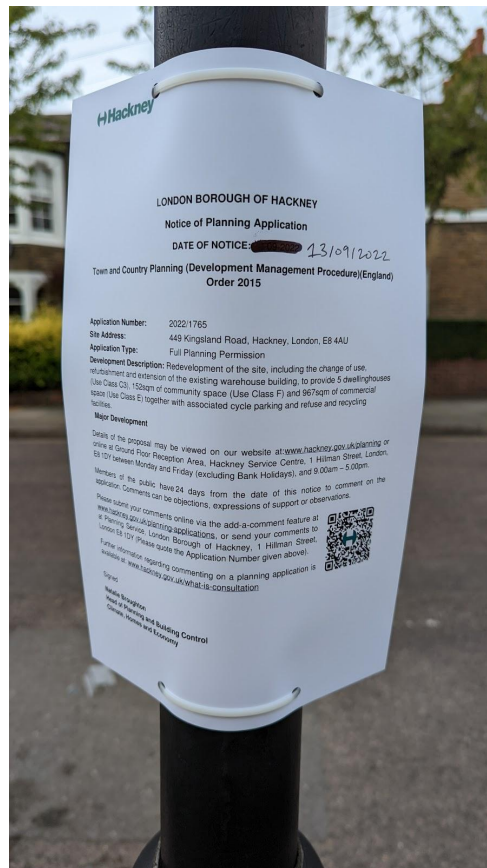 Hackney
LONDON BOROUGH OF HACKNEY
Notice of Planning Application
DATE OF NOTICE: 13/09/2022
Town and Country Planning (Development Management Procedure)(England)
Order 2015
Application Number: 2022/1765
Site Address: 449 Kingsland Road, Hackney, London, E8 4AU
Application Type: Full Planning Permission
Development Description: Redevelopment of the site, including the change of use,
refurbishment and extension of the existing warehouse building, to provide 5 dwellinghouses
(Use Class C3), 152sqm of community space (Use Class F) and 967sqm of commercial
space (Use Class E) together with associated cycle parking and refuse and recycling
facilities.
Major Development
Details of the proposal may be viewed on our website at:www.hackney.gov.uk/planning or
online at Ground Floor Reception Area, Hackney Service Centre, 1 Hillman Street, London,
E8 1DY between Monday and Friday (excluding Bank Holidays), and 9.00am – 5.00pm.
Members of the public have 24 days from the date of this notice to comment on the
application. Comments can be objections, expressions of support or observations.
Please submit your comments online via the add-a-comment feature at
www.hackney.gov.uk/planning-applications, or send your comments to
at Planning Service, London Borough of Hackney, 1 Hillman Street,
London E8 1DY (Please quote the Application Number given above).
Further information regarding commenting on a planning application is
available at: www.hackney.gov.uk/what-is-consultation
Signed
Natalie Broughton
Head of Planning and Building Control
Climate, Homes and Economy